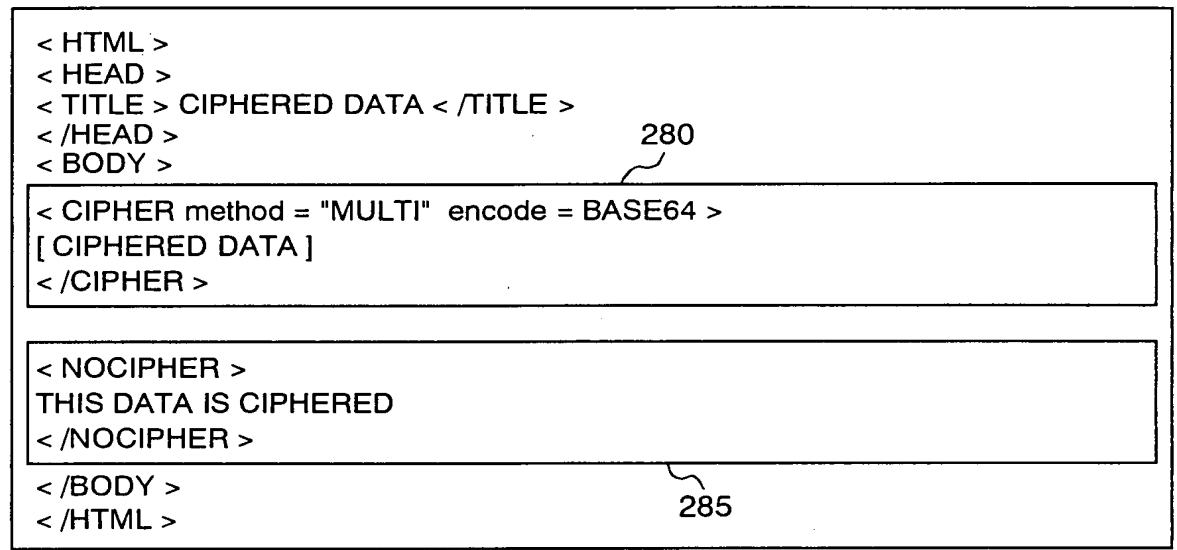 < HTML >
< HEAD >
< TITLE > CIPHERED DATA < /TITLE >
< /HEAD >
280
< BODY >
< CIPHER method = "MULTI" encode = BASE64 >
[ CIPHERED DATA ]
< /CIPHER >
< NOCIPHER >
THIS DATA IS CIPHERED
< /NOCIPHER >
< /BODY >
285
< /HTML >